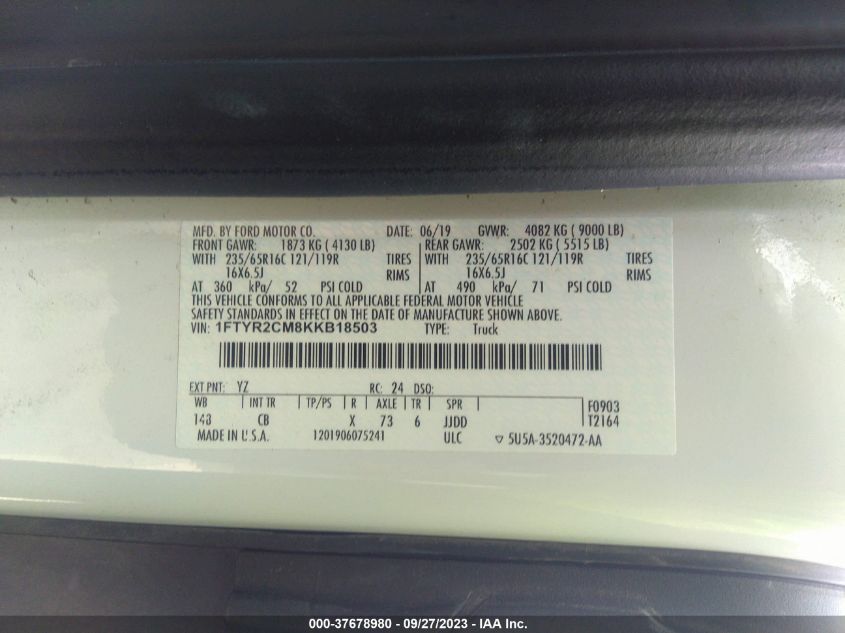 MFD. BY FORD MOTOR CO. DATE: 06/19 GVWR: 4082 KG ( 9000 LB)
FRONT GAWR: 1873 KG ( 4130 LB) REAR GAWR: 2502 KG ( 5515 LB)
WITH 235/65R16C 121/119R TIRES WITH 235/65R16C 121/119R TIRES
16X6.5J RIMS 16X6.5J RIMS
AT 360 kPa/ 52 PSI COLD AT 490 kPa/ 71 PSI COLD
THIS VEHICLE CONFORMS TO ALL APPLICABLE FEDERAL MOTOR VEHICLE
SAFETY STANDARDS IN EFFECT ON THE DATE OF MANUFACTURE SHOWN ABOVE.
VIN: 1FTYR2CM8KKB18503 TYPE: Truck
EXT PNT: YZ RC: 24 DSO:
WB INT TR TP/PS R AXLE TR SPR F0903
148 CB X 73 6 JJDD T2164
MADE IN U.S.A. 1201906075241 ULC ▽ 5U5A-3520472-AA
000-37678980 - 09/27/2023 - IAA Inc.